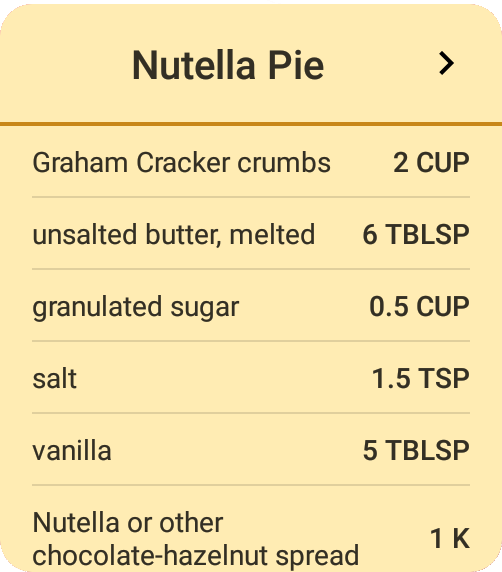 Nutella Pie
Graham Cracker crumbs 2 CUP
unsalted butter, melted 6 TBLSP
granulated sugar 0.5 CUP
salt 1.5 TSP
vanilla 5 TBLSP
Nutella or other
chocolate-hazelnut spread 1 K